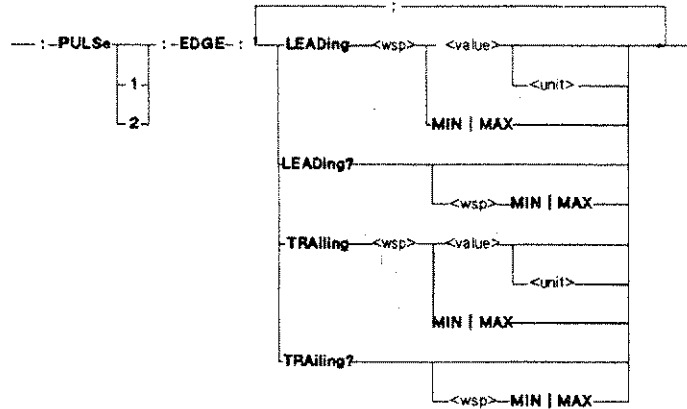 ;
: PULSe : EDGE : LEADing <wsp> <value>
1 <unit>
2 MIN | MAX
LEADing?
<wsp> MIN | MAX
TRAiling <wsp> <value>
<unit>
MIN | MAX
TRAiling?
<wsp> MIN | MAX